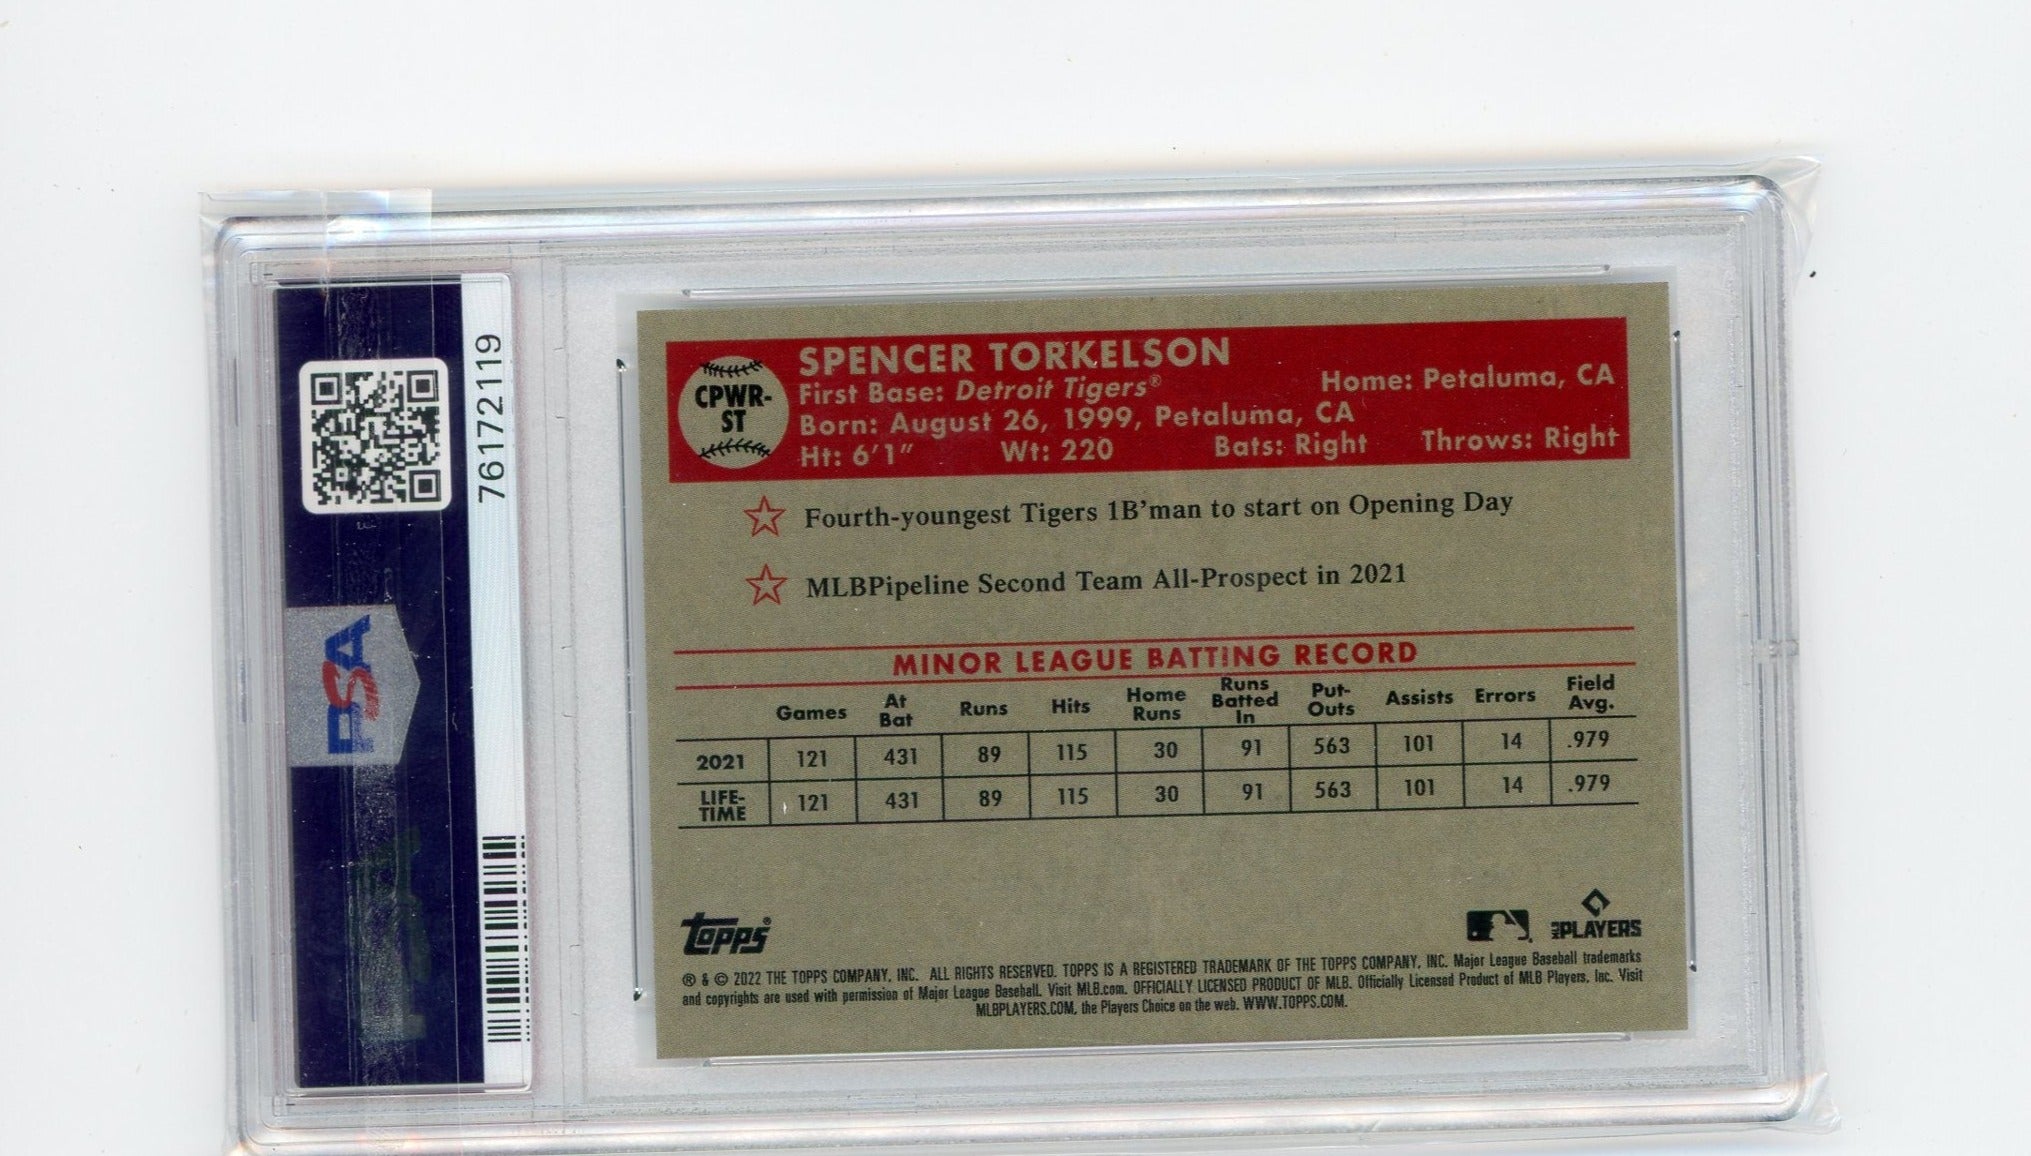 76172119
PSA
CPWR-
ST
SPENCER TORKELSON
First Base: Detroit Tigers®
Home: Petaluma, CA
Born: August 26, 1999, Petaluma, CA
Ht: 6'1" Wt: 220 Bats: Right Throws: Right
☆ Fourth-youngest Tigers 1B'man to start on Opening Day
☆ MLBPipeline Second Team All-Prospect in 2021
MINOR LEAGUE BATTING RECORD
Games At Bat Runs Hits Home Runs Runs Batted In Put-Outs Assists Errors Field Avg.
2021 121 431 89 115 30 91 563 101 14 .979
LIFE-TIME 121 431 89 115 30 91 563 101 14 .979
topps®
MLB PLAYERS
® & © 2022 THE TOPPS COMPANY, INC. ALL RIGHTS RESERVED. TOPPS IS A REGISTERED TRADEMARK OF THE TOPPS COMPANY, INC. Major League Baseball trademarks
and copyrights are used with permission of Major League Baseball. Visit MLB.com. OFFICIALLY LICENSED PRODUCT OF MLB. Officially Licensed Product of MLB Players, Inc. Visit
MLBPLAYERS.COM, the Players Choice on the web. WWW.TOPPS.COM.